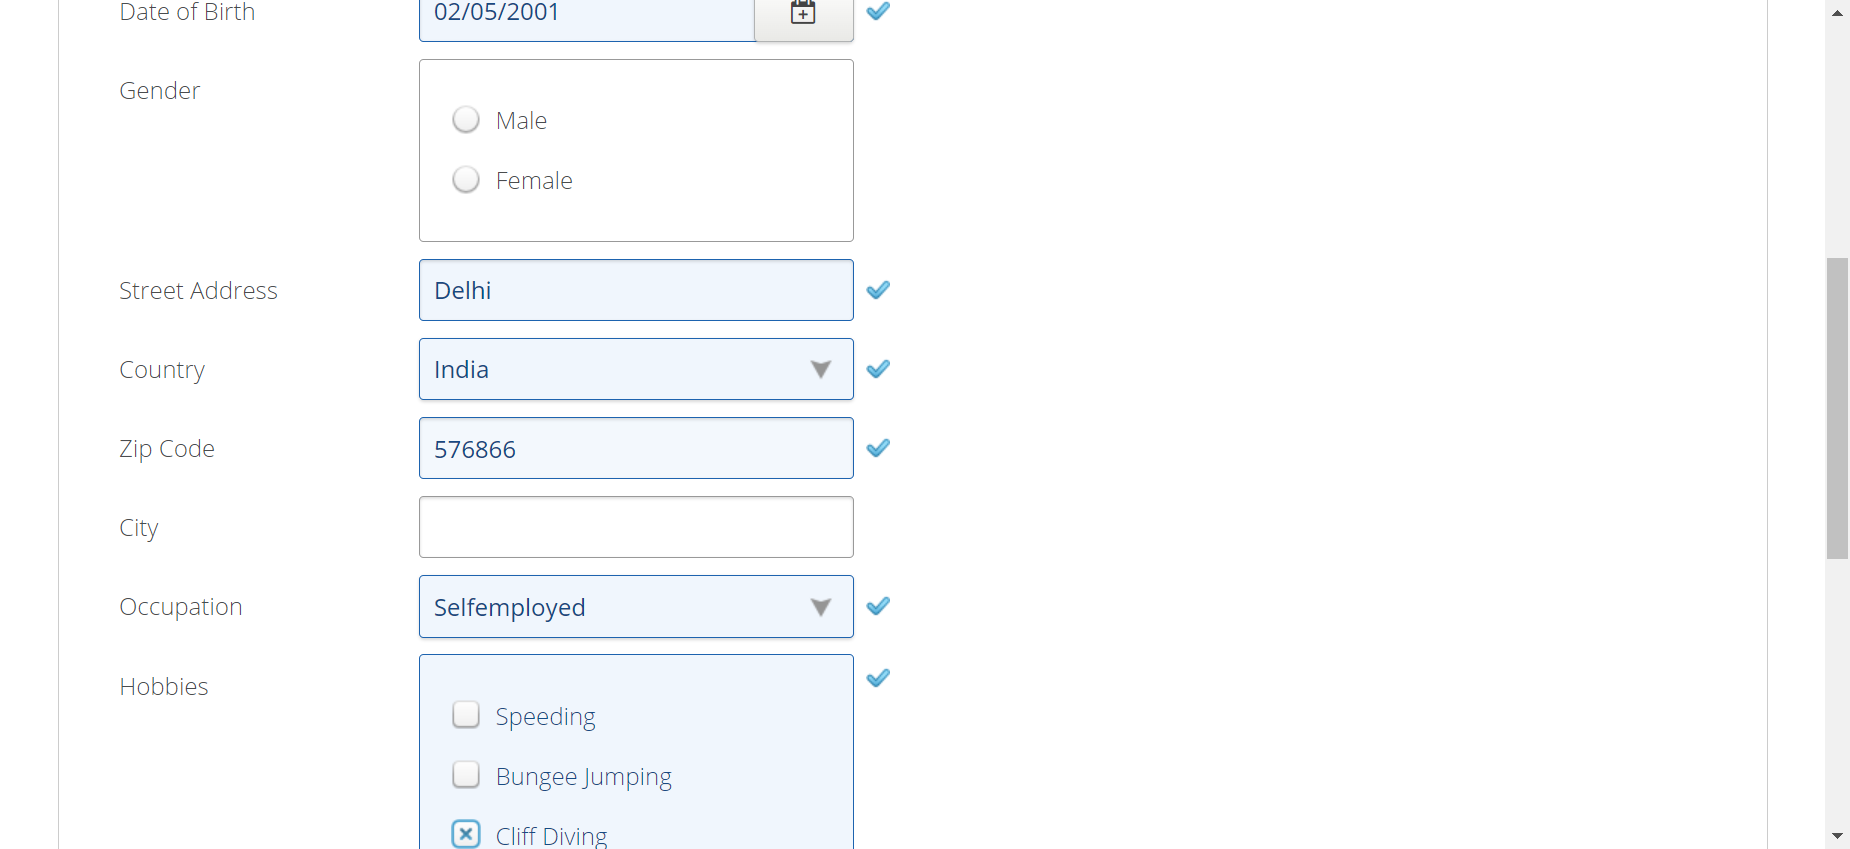 Date of Birth 02/05/2001
Gender
Male
Female
Street Address Delhi
Country India
Zip Code 576866
City
Occupation Selfemployed
Hobbies
Speeding
Bungee Jumping
Cliff Diving